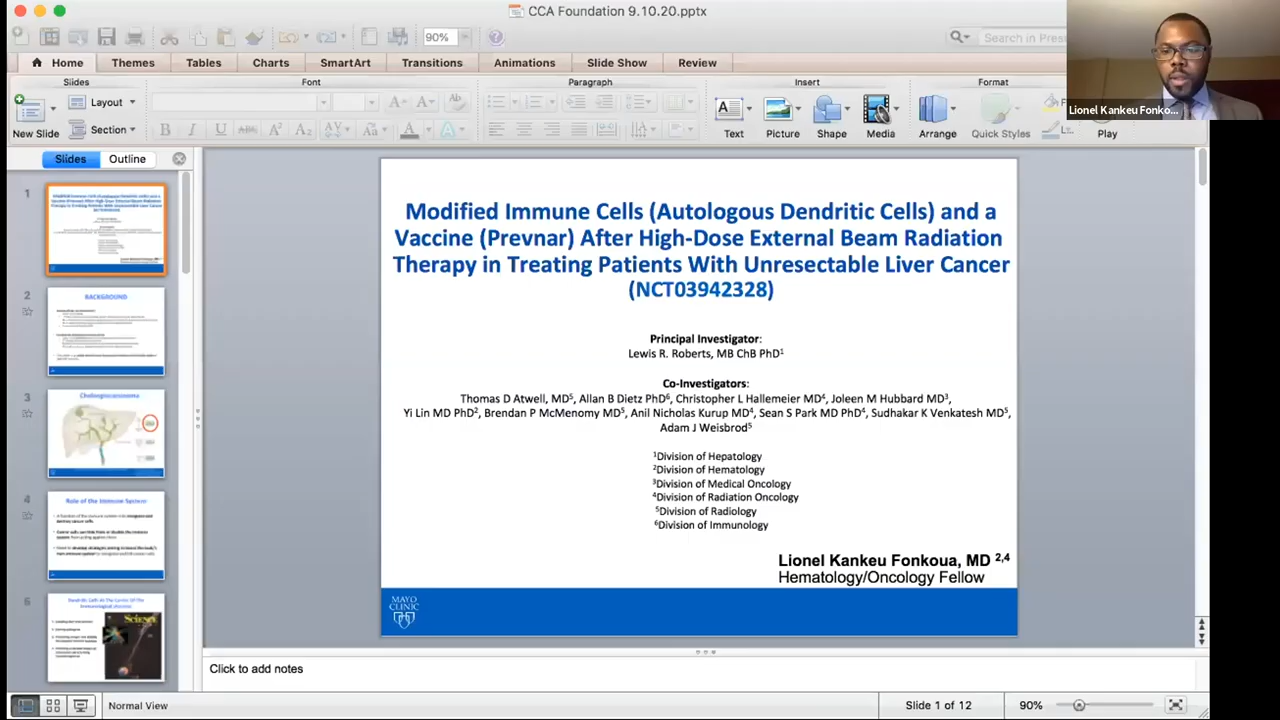 CCA Foundation 9.10.20.pptx
90%
Search in Pres
Home Themes Tables Charts SmartArt Transitions Animations Slide Show Review
Slides Font Paragraph Insert Format
New Slide Layout Section
Text Picture Shape Media Arrange Quick Styles Play
Lionel Kankeu Fonko...
Slides Outline
1
2
BACKGROUND
3
Cholangiocarcinoma
4
Role of the Immune System
Modified Immune Cells (Autologous Dendritic Cells) and a
Vaccine (Prevnar) After High-Dose External Beam Radiation
Therapy in Treating Patients With Unresectable Liver Cancer
(NCT03942328)
Principal Investigator:
Lewis R. Roberts, MB ChB PhD¹
Co-Investigators:
Thomas D Atwell, MD⁵, Allan B Dietz PhD⁶, Christopher L Hallemeier MD⁴, Joleen M Hubbard MD³,
Yi Lin MD PhD², Brendan P McMenomy MD⁵, Anil Nicholas Kurup MD⁴, Sean S Park MD PhD⁴, Sudhakar K Venkatesh MD⁵,
Adam J Weisbrod⁵
¹Division of Hepatology
²Division of Hematology
³Division of Medical Oncology
⁴Division of Radiation Oncology
⁵Division of Radiology
⁶Division of Immunology
Lionel Kankeu Fonkoua, MD ²,⁴
Hematology/Oncology Fellow
MAYO
CLINIC
Click to add notes
Normal View Slide 1 of 12 90%